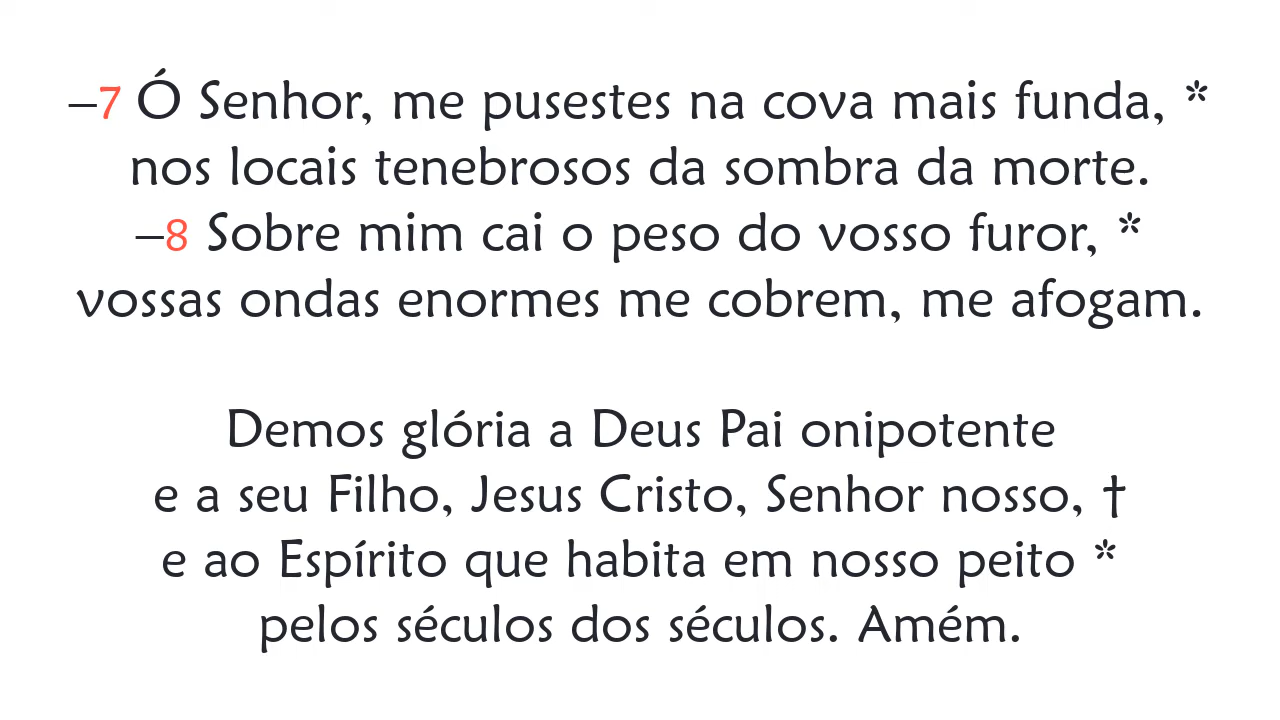 –7 Ó Senhor, me pusestes na cova mais funda, *
nos locais tenebrosos da sombra da morte.
–8 Sobre mim cai o peso do vosso furor, *
vossas ondas enormes me cobrem, me afogam.
Demos glória a Deus Pai onipotente
e a seu Filho, Jesus Cristo, Senhor nosso, †
e ao Espírito que habita em nosso peito *
pelos séculos dos séculos. Amém.